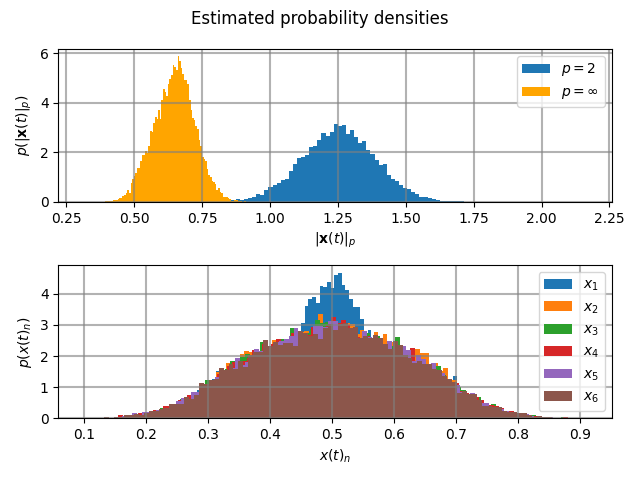 Estimated probability densities
p(|x(t)|ₚ)
6
4
2
0
p = 2
p = ∞
0.25 0.50 0.75 1.00 1.25 1.50 1.75 2.00 2.25
|x(t)|ₚ
p(x(t)ₙ)
4
3
2
1
0
x₁
x₂
x₃
x₄
x₅
x₆
0.1 0.2 0.3 0.4 0.5 0.6 0.7 0.8 0.9
x(t)ₙ